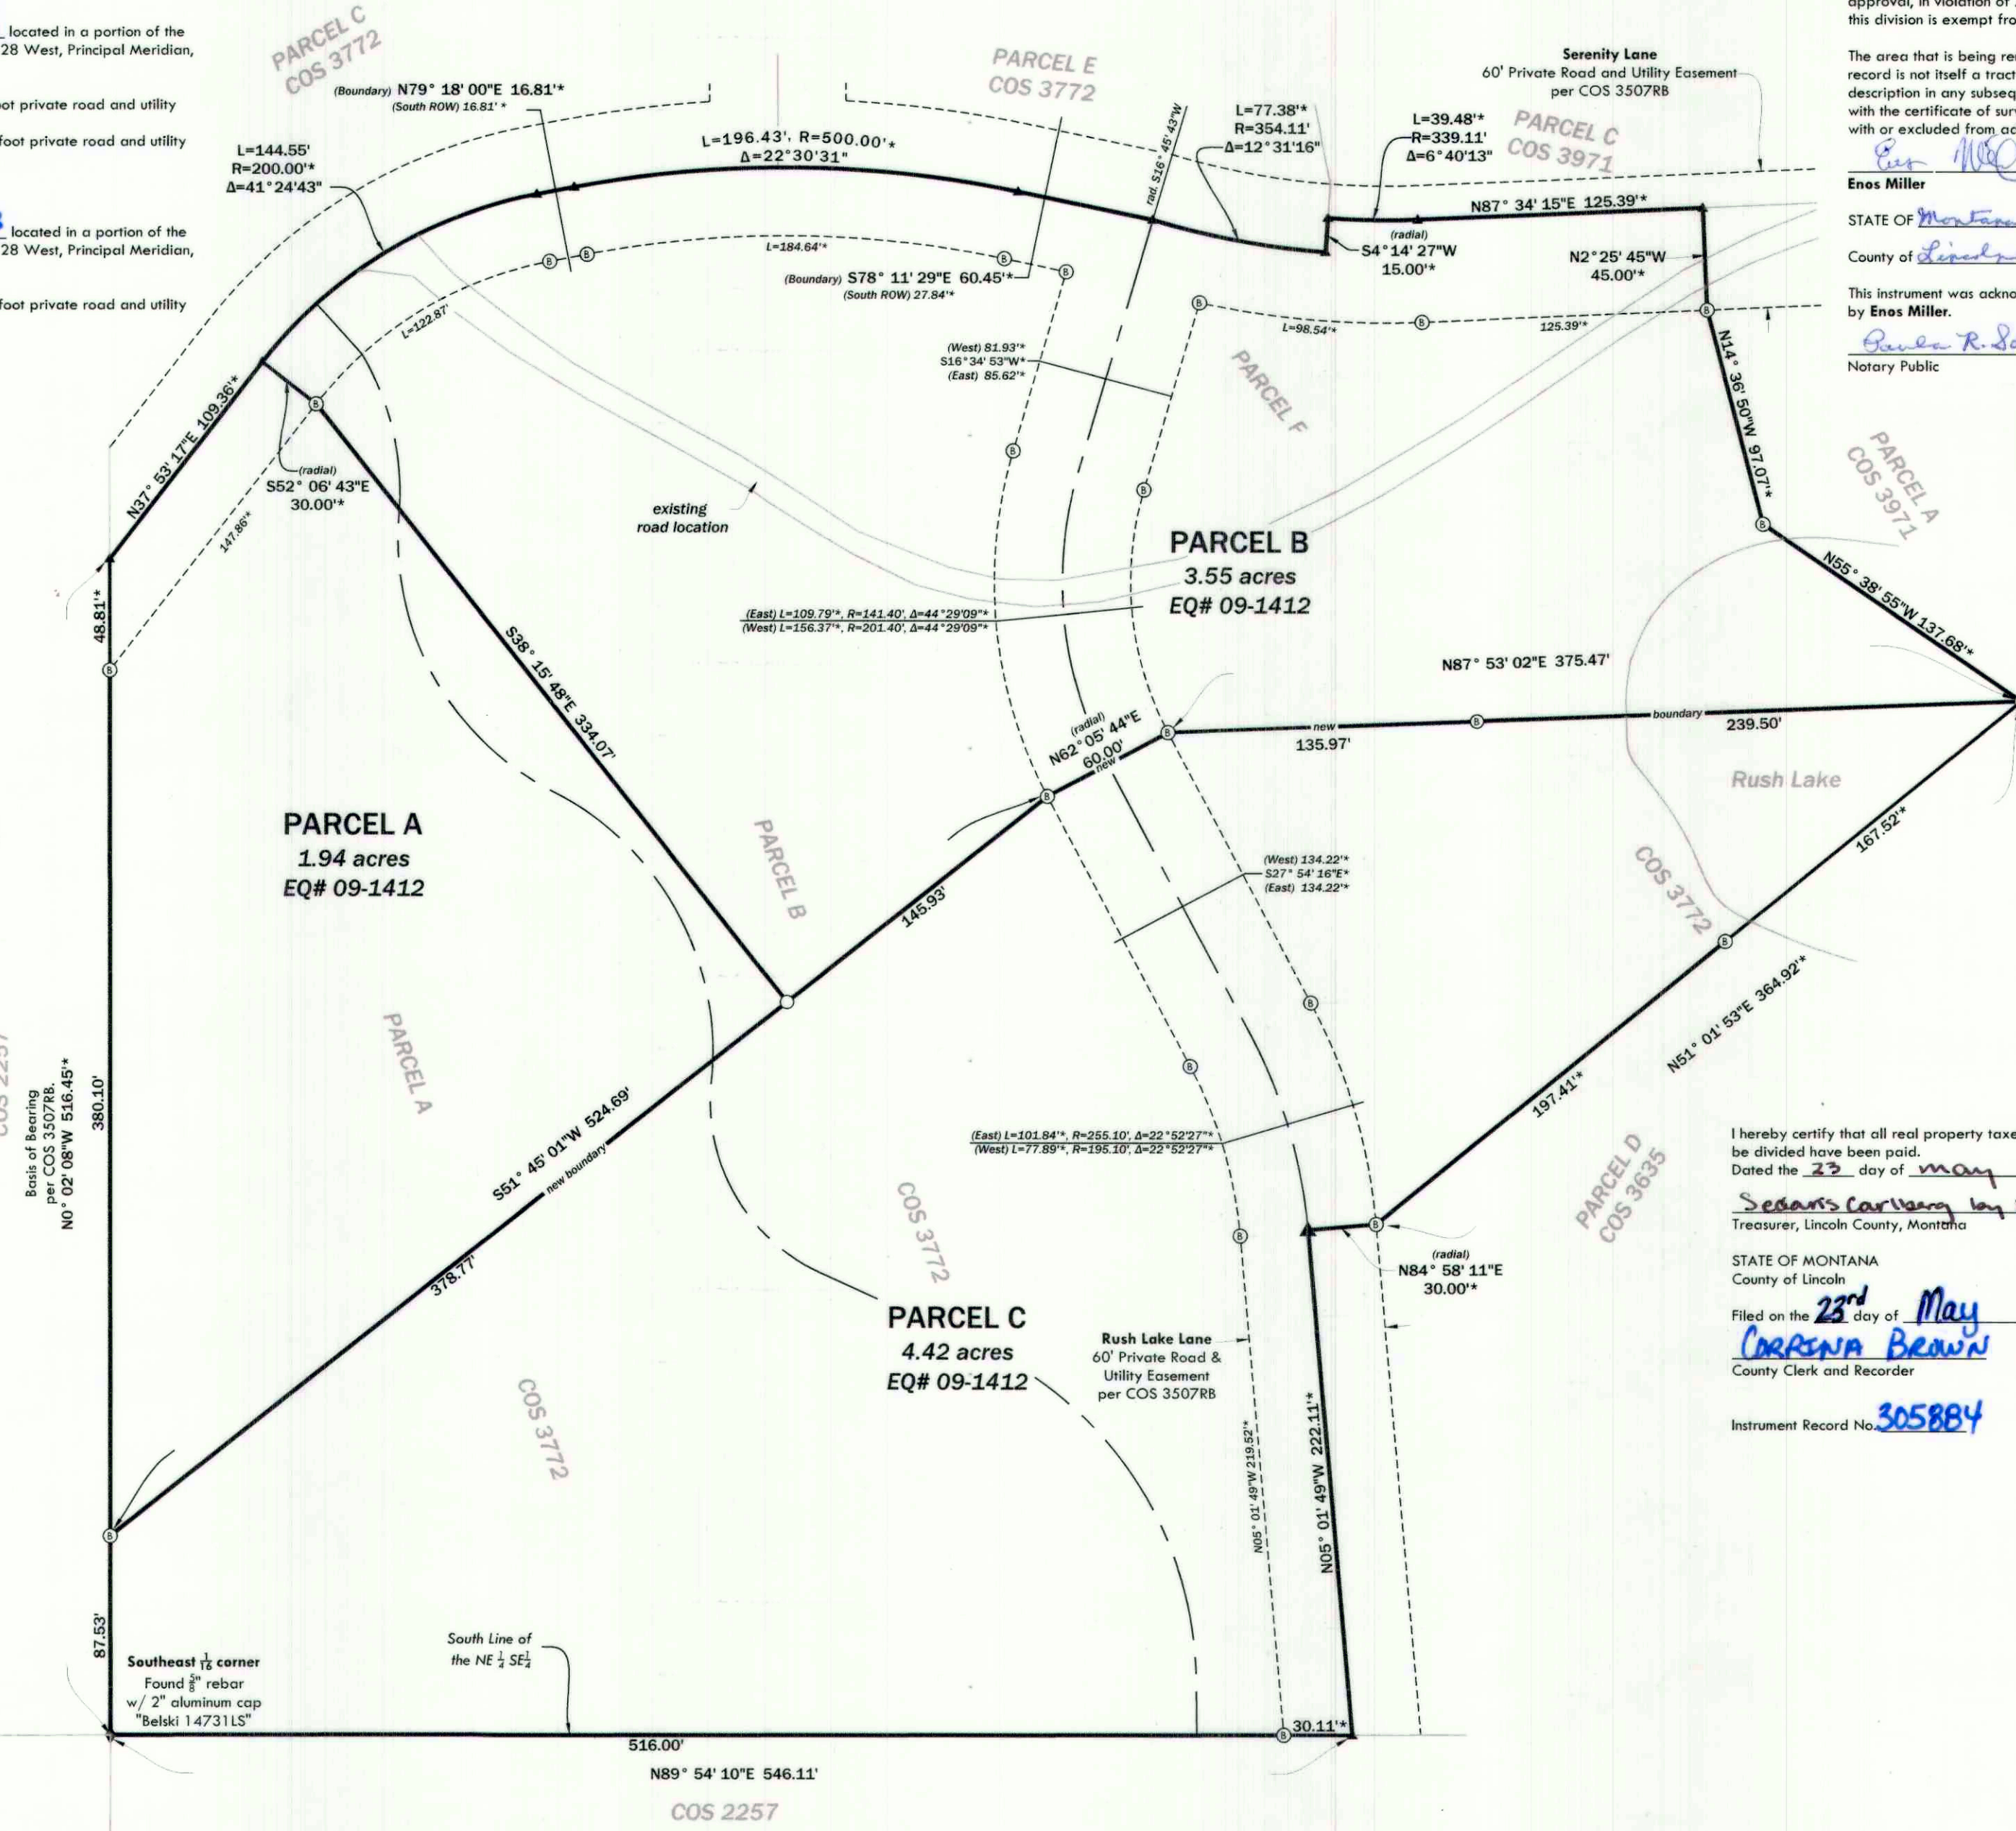 located in a portion of the
28 West, Principal Meridian,
oot private road and utility
foot private road and utility
located in a portion of the
28 West, Principal Meridian,
foot private road and utility
PARCEL C
COS 3772
(Boundary) N79° 18' 00"E 16.81'*
(South ROW) 16.81' *
L=144.55'
R=200.00'*
Δ=41°24'43"
PARCEL E
COS 3772
L=196.43', R=500.00'*
Δ=22°30'31"
rad. S16° 45' 43"W
L=77.38'*
R=354.11'
Δ=12°31'16"
L=39.48'*
R=339.11'
Δ=6°40'13"
PARCEL C
COS 3971
Serenity Lane
60' Private Road and Utility Easement
per COS 3507RB
approval, in violation of
this division is exempt fro
The area that is being re
record is not itself a tract
description in any subseq
with the certificate of sur
with or excluded from ac
Enos Miller
STATE OF Montana
County of Lincoln
This instrument was ackno
by Enos Miller.
Paula R.
Notary Public
N87° 34' 15"E 125.39'*
(radial)
S4°14' 27"W
15.00'*
N2°25' 45"W
45.00'*
L=184.64'*
(Boundary) S78° 11' 29"E 60.45'*
(South ROW) 27.84'*
L=122.87'
L=98.54'*
125.39'*
(West) 81.93'*
S16°34' 53"W*
(East) 85.62'*
PARCEL F
N14° 36' 50"W 97.07'*
N37° 53' 17"E 109.36'*
147.86'*
(radial)
S52° 06' 43"E
30.00'*
existing
road location
PARCEL A
COS 3971
PARCEL B
3.55 acres
EQ# 09-1412
N55° 38' 55"W 137.68'*
48.81'*
(East) L=109.79'*, R=141.40', Δ=44°29'09"*
(West) L=156.37'*, R=201.40', Δ=44°29'09"*
S38° 15' 48"E 334.07'
N87° 53' 02"E 375.47'
(radial)
N62°05' 44"E
60.00'
new
new
135.97'
boundary
239.50'
Rush Lake
PARCEL A
1.94 acres
EQ# 09-1412
PARCEL B
145.93'
(West) 134.22'*
S27° 54' 16"E*
(East) 134.22'*
167.52'*
COS 3772
N51° 01' 53"E 364.92'*
197.41'*
PARCEL A
COS 2257
Basis of Bearing
per COS 3507RB.
N0° 02' 08"W 516.45'*
380.10'
S51° 45' 01"W 524.69'
new boundary
378.77'
(East) L=101.84'*, R=255.10', Δ=22°52'27"*
(West) L=77.89'*, R=195.10', Δ=22°52'27"*
COS 3772
PARCEL D
COS 3635
(radial)
N84° 58' 11"E
30.00'*
I hereby certify that all real property taxe
be divided have been paid.
Dated the 23 day of may
Sedaris Carlberg by
Treasurer, Lincoln County, Montana
STATE OF MONTANA
County of Lincoln
Filed on the 23rd day of May
CORRINA BROWN
County Clerk and Recorder
Instrument Record No. 305884
PARCEL C
4.42 acres
EQ# 09-1412
Rush Lake Lane
60' Private Road &
Utility Easement
per COS 3507RB
COS 3772
N05° 01' 49"W 219.52'*
N05° 01' 49"W 222.11'*
87.53'
Southeast 1/16 corner
Found 5/8" rebar
w/ 2" aluminum cap
"Belski 14731LS"
South Line of
the NE 1/4 SE1/4
516.00'
30.11'*
N89° 54' 10"E 546.11'
COS 2257